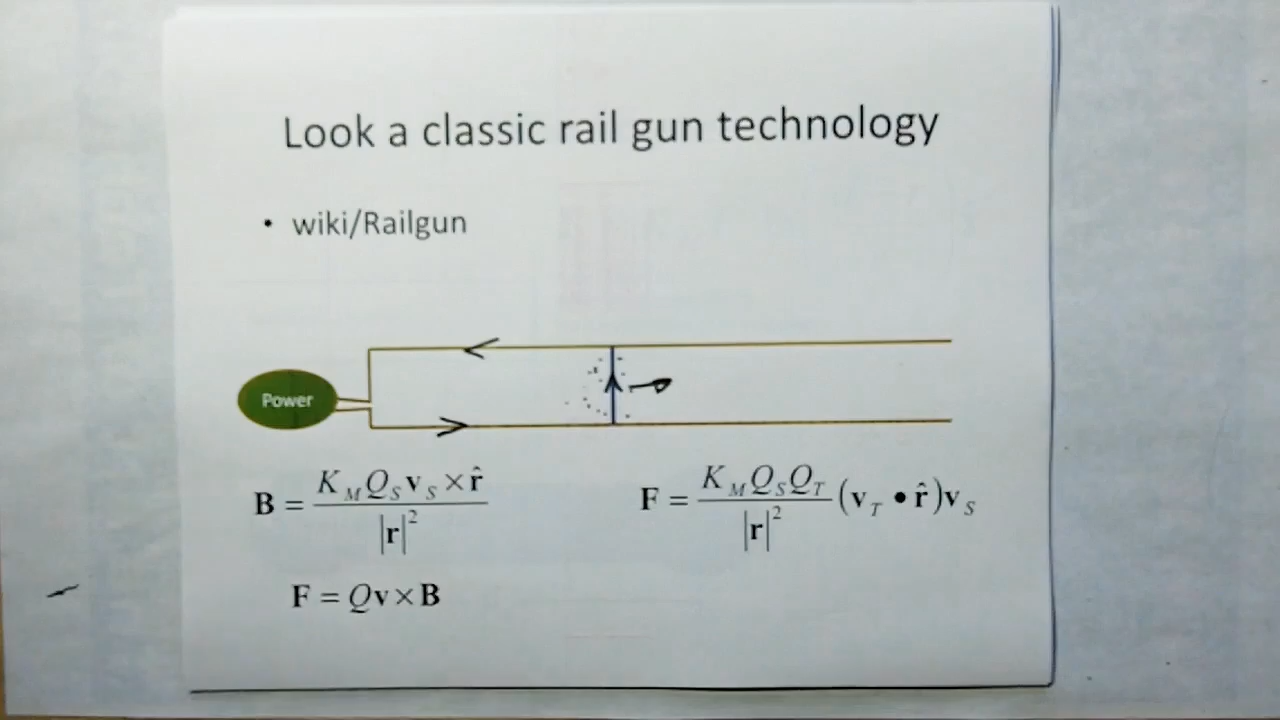 Look a classic rail gun technology
• wiki/Railgun
Power
B = K_M Q_S v_S × r̂ / |r|²
F = K_M Q_S Q_T / |r|² (v_T • r̂)v_S
F = Qv×B